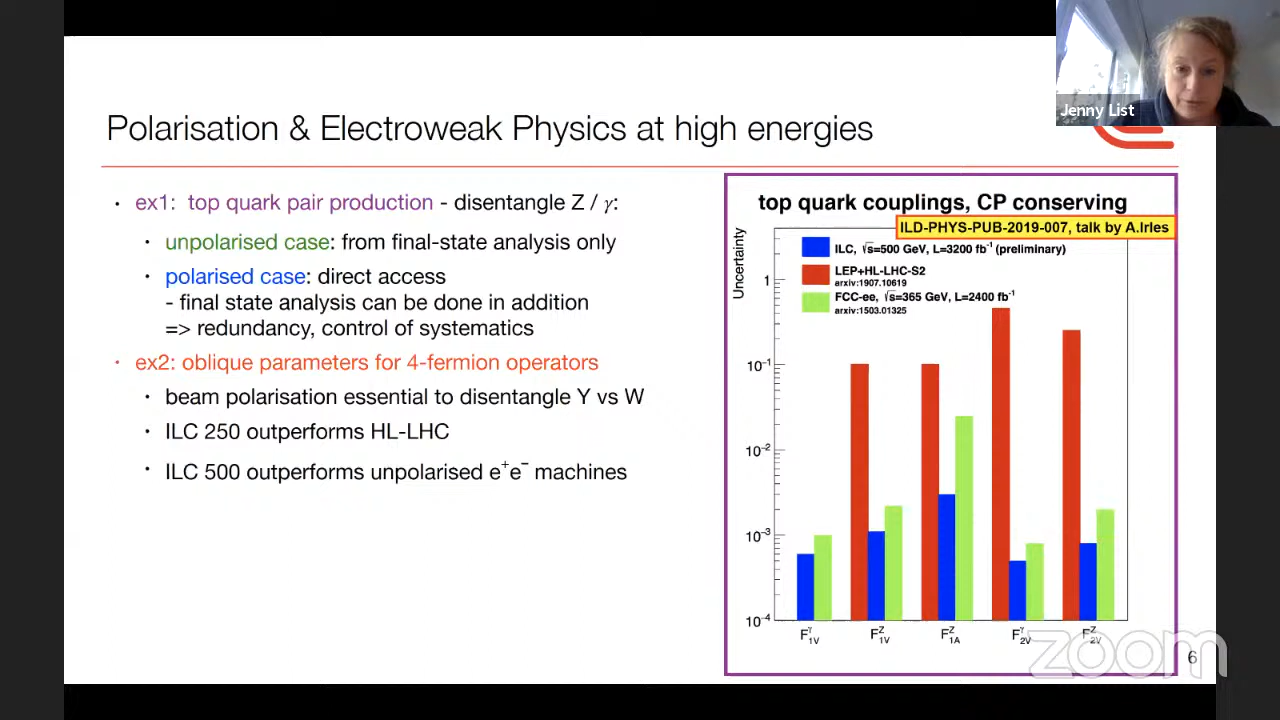 Jenny List
Polarisation & Electroweak Physics at high energies
• ex1: top quark pair production - disentangle Z / γ:
• unpolarised case: from final-state analysis only
• polarised case: direct access
- final state analysis can be done in addition
=> redundancy, control of systematics
• ex2: oblique parameters for 4-fermion operators
• beam polarisation essential to disentangle Y vs W
• ILC 250 outperforms HL-LHC
• ILC 500 outperforms unpolarised e⁺e⁻ machines
top quark couplings, CP conserving
ILD-PHYS-PUB-2019-007, talk by A.Irles
Uncertainty
ILC, √s=500 GeV, L=3200 fb⁻¹ (preliminary)
LEP+HL-LHC-S2
arxiv:1907.10619
FCC-ee, √s=365 GeV, L=2400 fb⁻¹
arxiv:1503.01325
1
10⁻¹
10⁻²
10⁻³
10⁻⁴
F^γ_1V F^Z_1V F^Z_1A F^γ_2V F^Z_2V
zoom
6